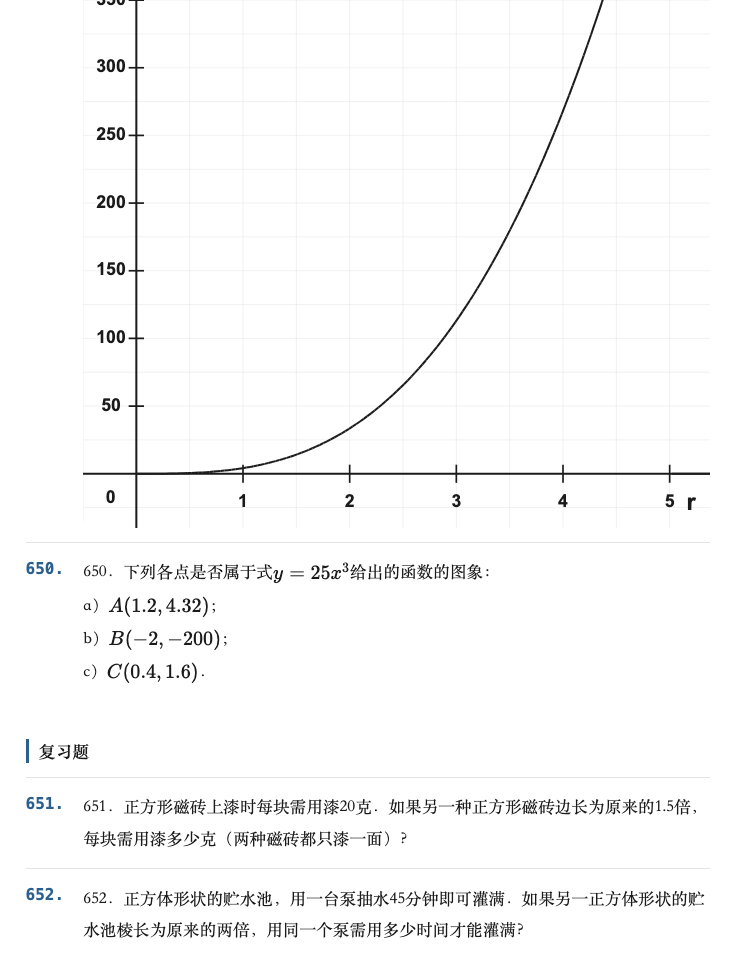 350
300
250
200
150
100
50
0 1 2 3 4 5 r
650. 650．下列各点是否属于式y = 25x³给出的函数的图象：
a）A(1.2, 4.32)；
b）B(−2, −200)；
c）C(0.4, 1.6)．
复习题
651. 651．正方形磁砖上漆时每块需用漆20克．如果另一种正方形磁砖边长为原来的1.5倍，
每块需用漆多少克（两种磁砖都只漆一面）?
652. 652．正方体形状的贮水池，用一台泵抽水45分钟即可灌满．如果另一正方体形状的贮
水池棱长为原来的两倍，用同一个泵需用多少时间才能灌满?